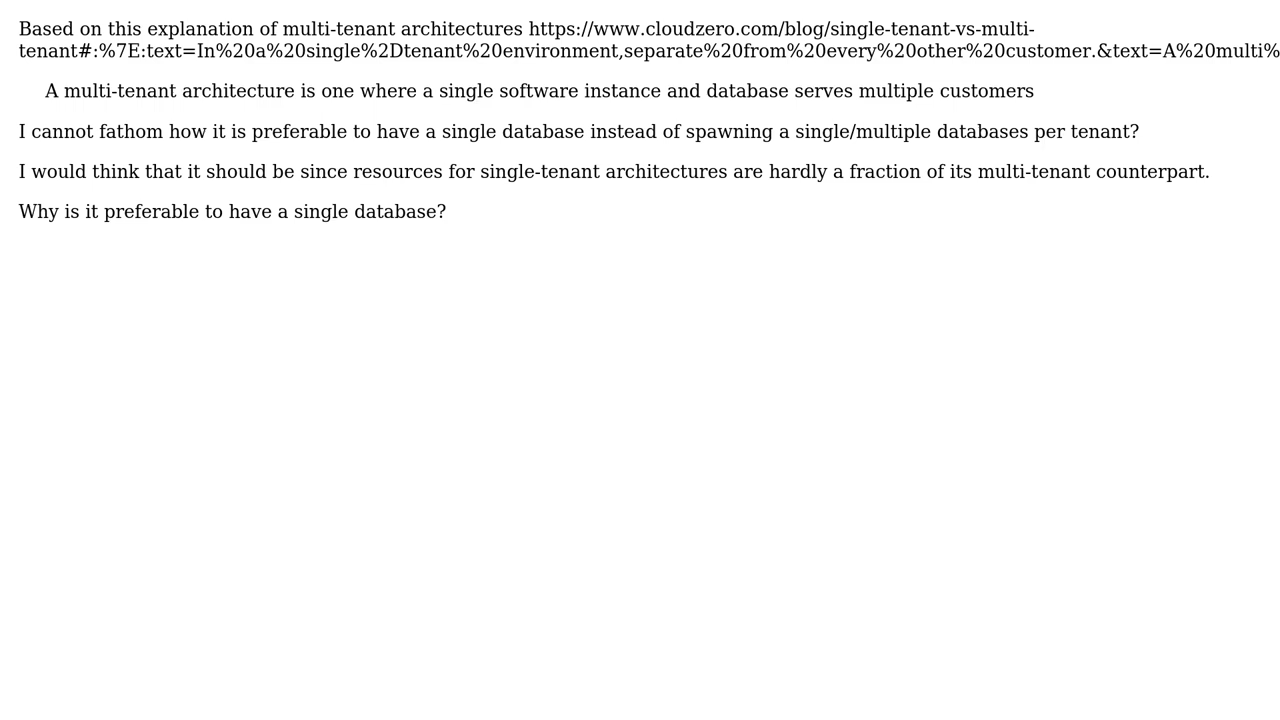 Based on this explanation of multi-tenant architectures https://www.cloudzero.com/blog/single-tenant-vs-multi-
tenant#:%7E:text=In%20a%20single%2Dtenant%20environment,separate%20from%20every%20other%20customer.&text=A%20multi%
A multi-tenant architecture is one where a single software instance and database serves multiple customers
I cannot fathom how it is preferable to have a single database instead of spawning a single/multiple databases per tenant?
I would think that it should be since resources for single-tenant architectures are hardly a fraction of its multi-tenant counterpart.
Why is it preferable to have a single database?